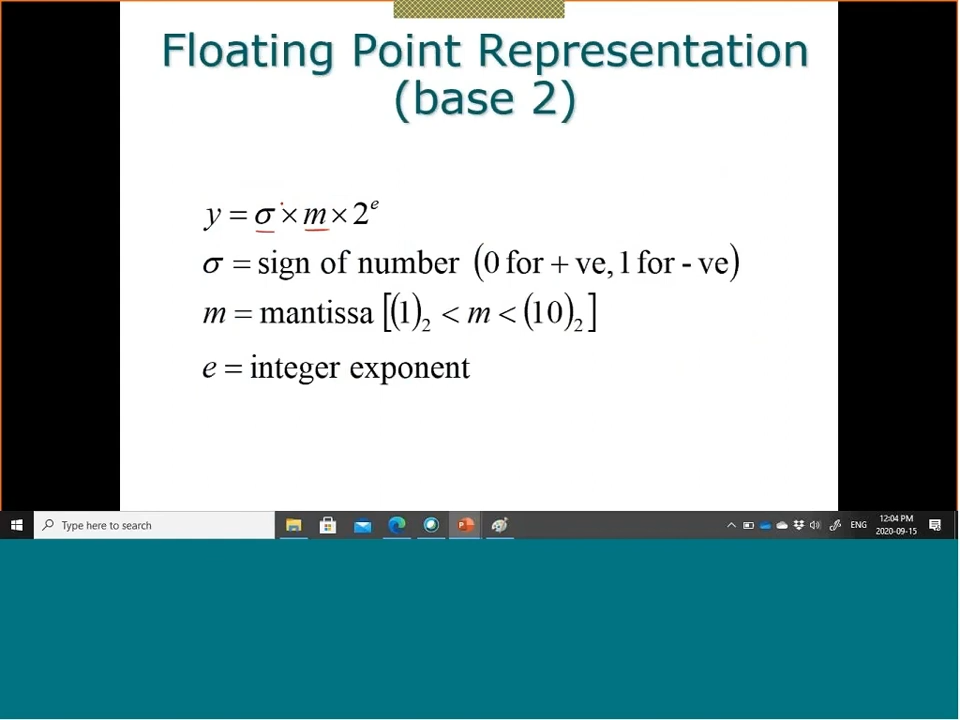 Floating Point Representation
(base 2)
y = σ × m × 2ᵉ
σ = sign of number (0 for + ve, 1 for - ve)
m = mantissa [(1)₂ < m < (10)₂]
e = integer exponent
Type here to search
ENG
12:04 PM
2020-09-15